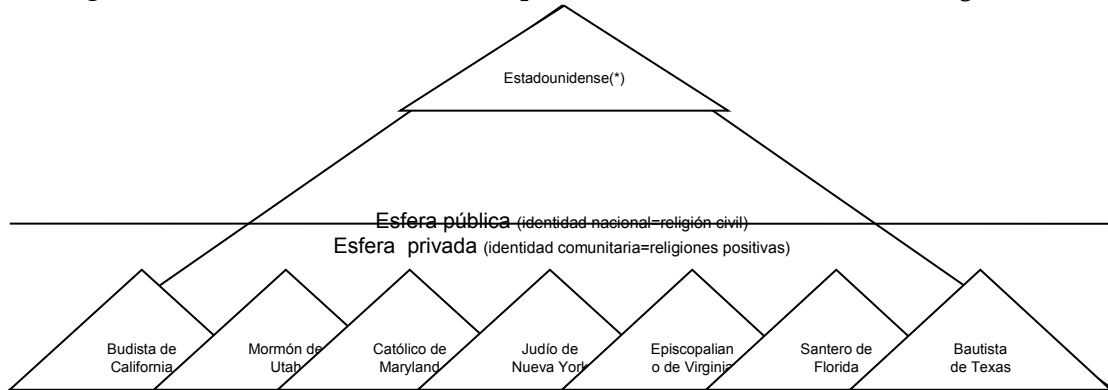 Estadounidense(*)
Esfera pública (identidad nacional=religión civil)
Esfera privada (identidad comunitaria=religiones positivas)
Budista de
California
Mormón de
Utah
Católico de
Maryland
Judío de
Nueva York
Episcopalian
o de Virginia
Santero de
Florida
Bautista
de Texas